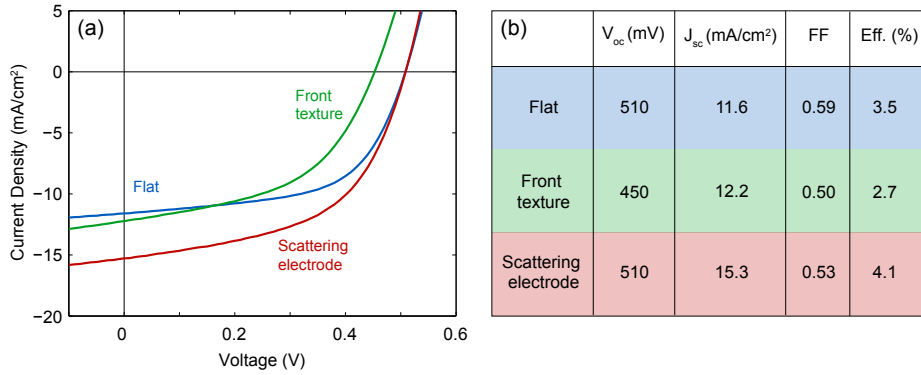 (a)
Current Density (mA/cm²)
5
0
−5
−10
−15
−20
0
0.2
0.4
0.6
Voltage (V)
Front
texture
Flat
Scattering
electrode
(b)
Voc (mV)
Jsc (mA/cm²)
FF
Eff. (%)
Flat
510
11.6
0.59
3.5
Front
texture
450
12.2
0.50
2.7
Scattering
electrode
510
15.3
0.53
4.1